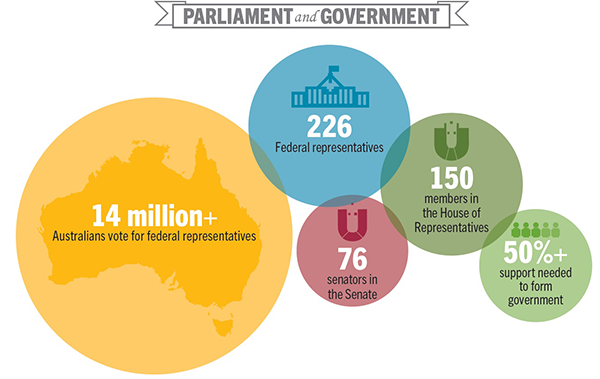 PARLIAMENT and GOVERNMENT
226
Federal representatives
14 million+
Australians vote for federal representatives
150
members in
the House of
Representatives
76
senators in
the Senate
50%+
support needed
to form
government